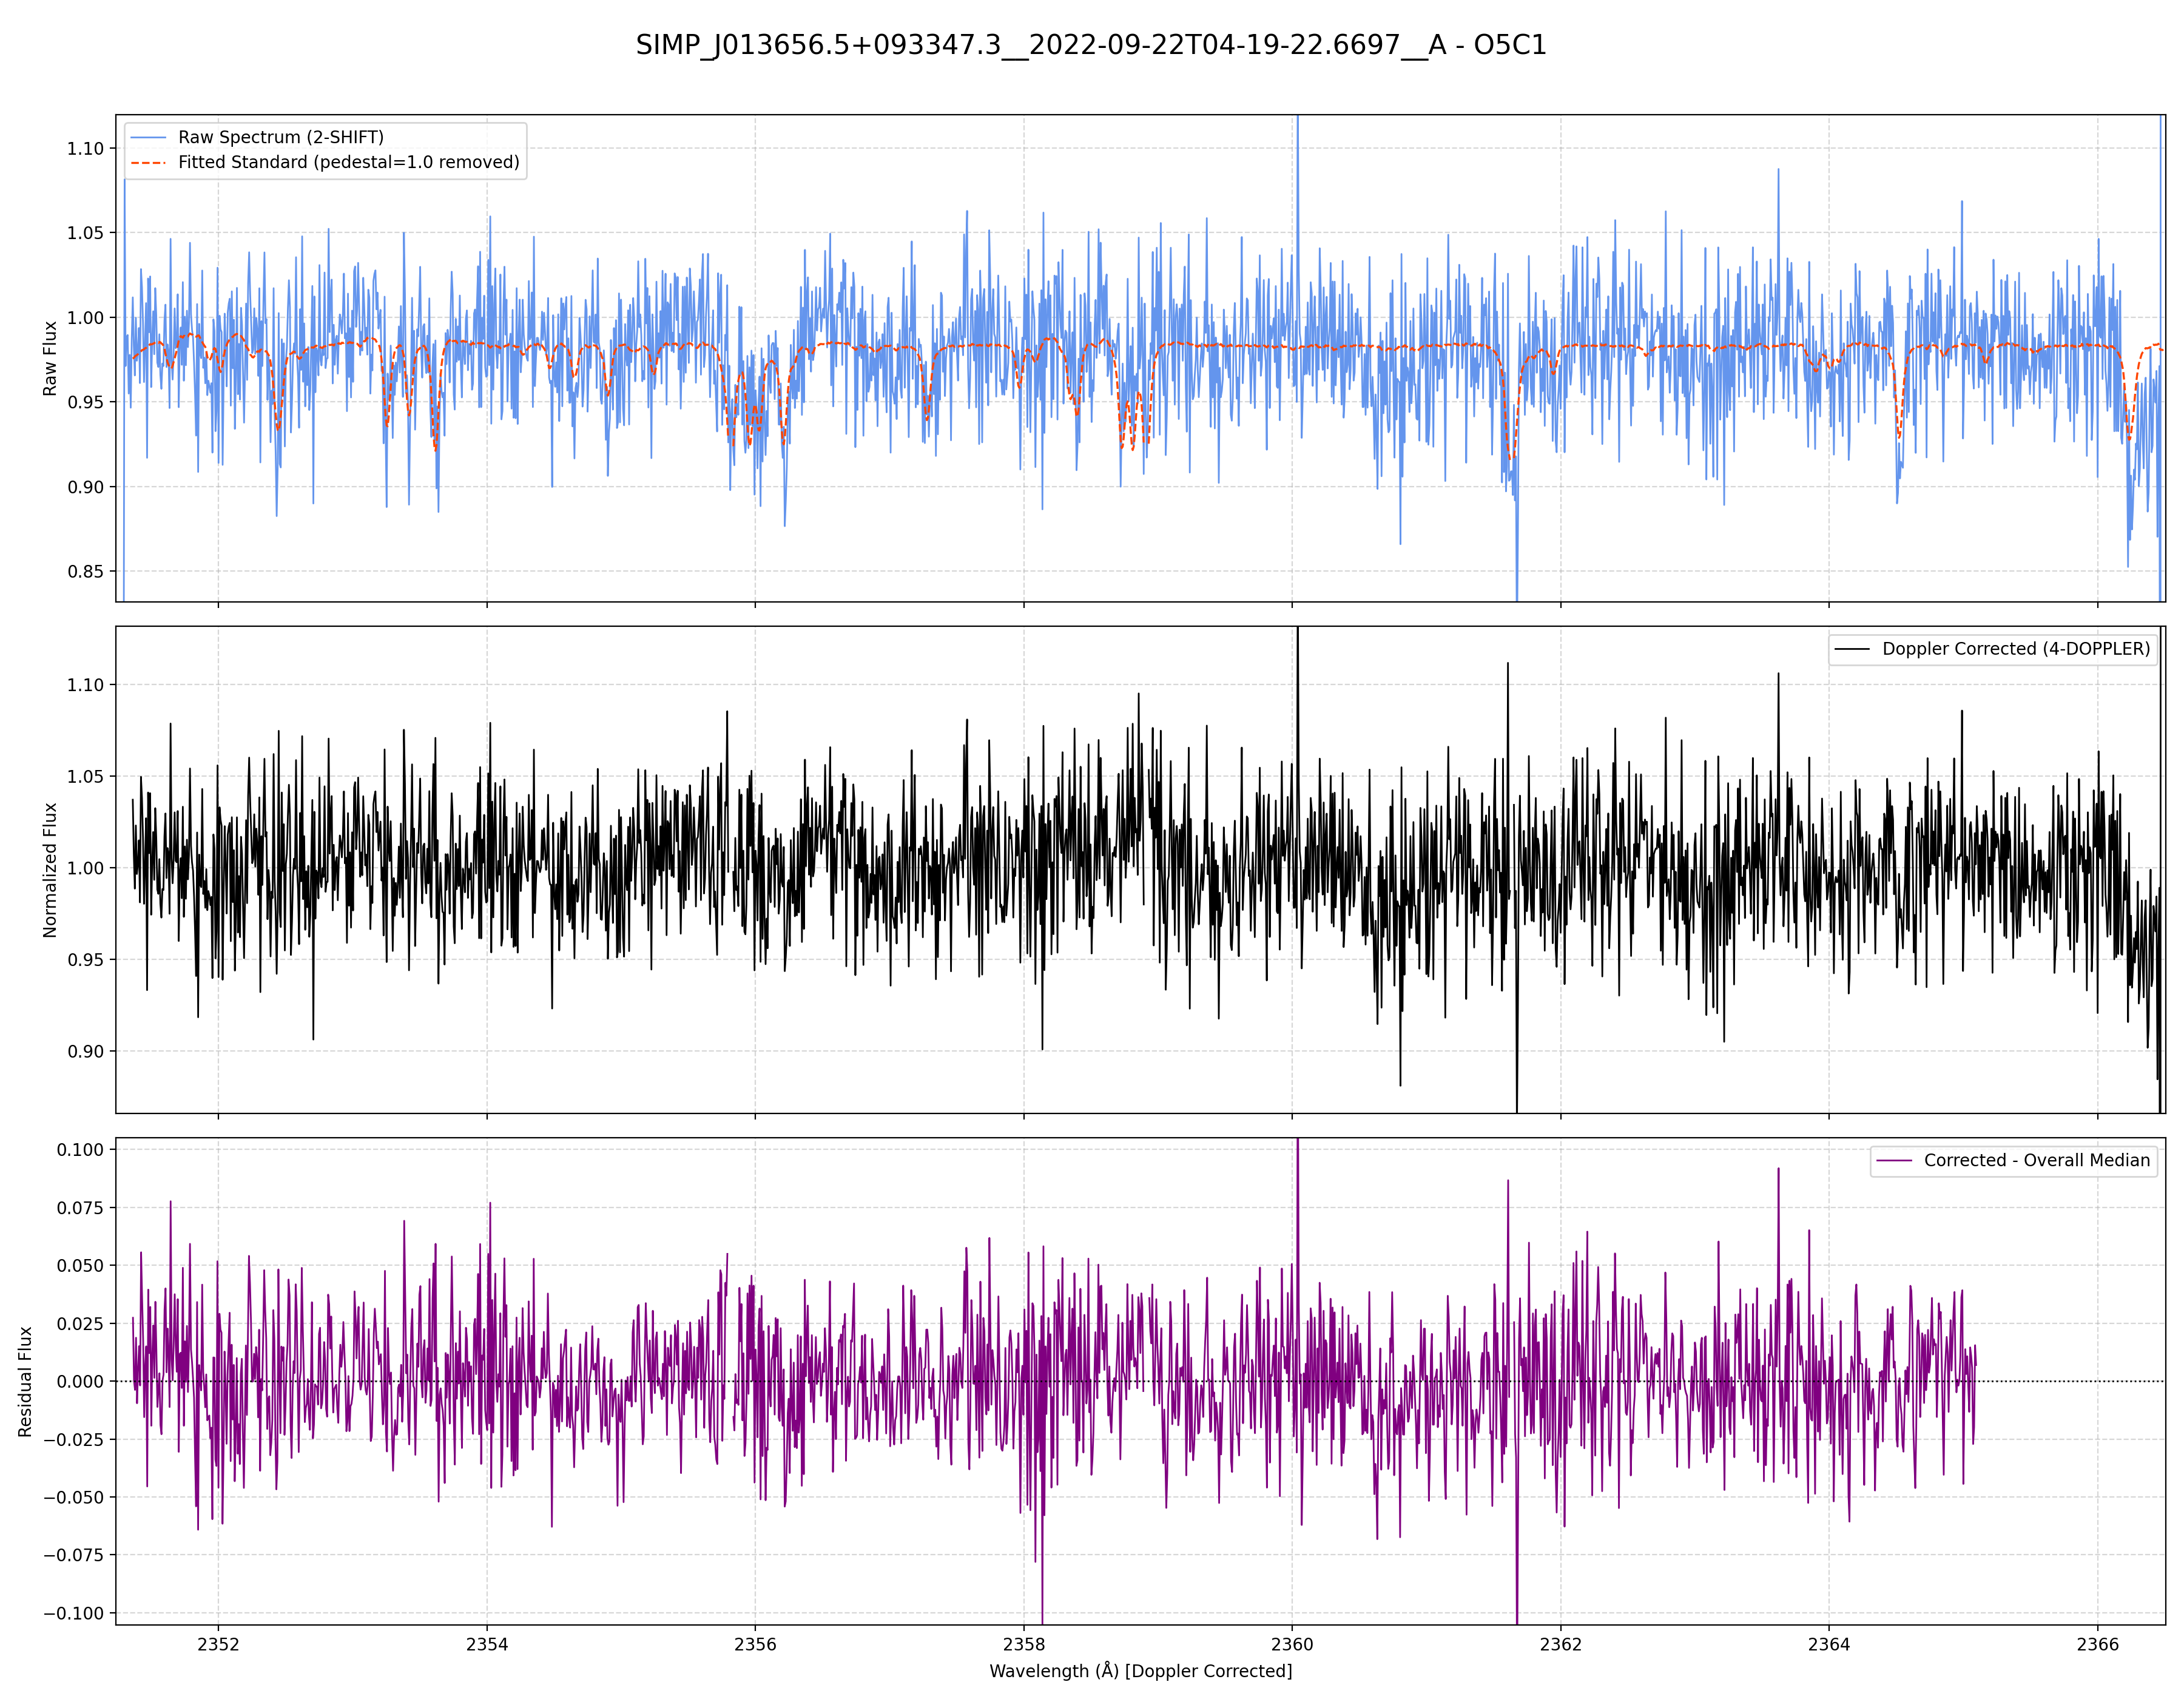 SIMP_J013656.5+093347.3__2022-09-22T04-19-22.6697__A - O5C1
Raw Spectrum (2-SHIFT)
Fitted Standard (pedestal=1.0 removed)
1.10
1.05
1.00
0.95
0.90
0.85
Raw Flux
Doppler Corrected (4-DOPPLER)
1.10
1.05
1.00
0.95
0.90
Normalized Flux
Corrected - Overall Median
0.100
0.075
0.050
0.025
0.000
−0.025
−0.050
−0.075
−0.100
Residual Flux
2352 2354 2356 2358 2360 2362 2364 2366
Wavelength (Å) [Doppler Corrected]